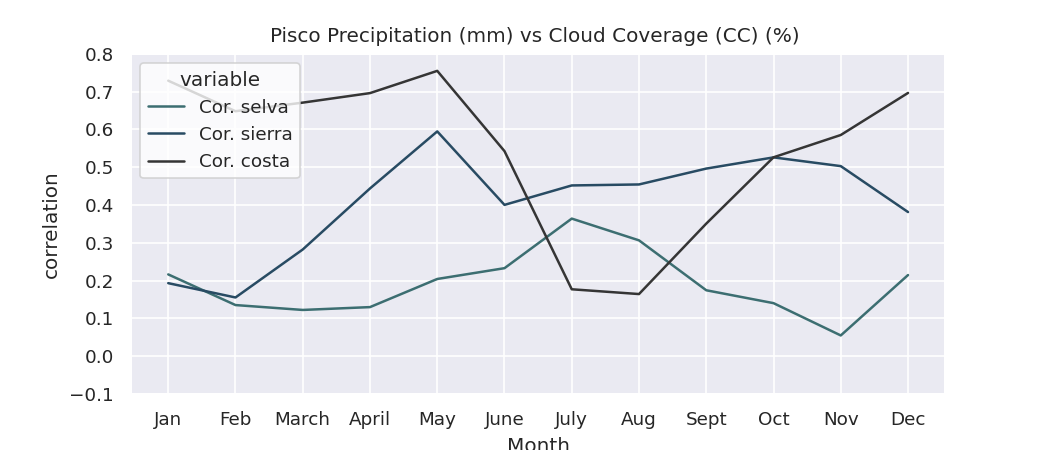 Pisco Precipitation (mm) vs Cloud Coverage (CC) (%)
0.8
0.7
0.6
0.5
0.4
0.3
0.2
0.1
0.0
−0.1
correlation
variable
Cor. selva
Cor. sierra
Cor. costa
Jan Feb March April May June July Aug Sept Oct Nov Dec
Month